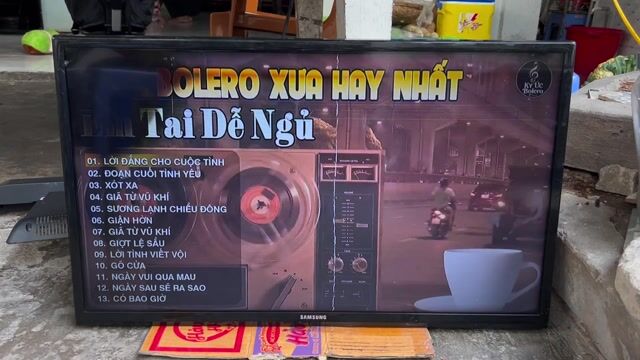 BOLERO XƯA HAY NHẤT
Êm Tai Dễ Ngủ
Ký Ức
Bolero
01. LỜI ĐẮNG CHO CUỘC TÌNH
02. ĐOẠN CUỐI TÌNH YÊU
03. XÓT XA
04. GIÃ TỪ VŨ KHÍ
05. SƯƠNG LẠNH CHIỀU ĐÔNG
06. GIẬN HỜN
07. GIÃ TỪ VŨ KHÍ
08. GIỌT LỆ SẦU
09. LỜI TÌNH VIẾT VỘI
10. GÕ CỬA
11. NGÀY VUI QUA MAU
12. NGÀY SAU SẼ RA SAO
13. CÓ BAO GIỜ
SAMSUNG